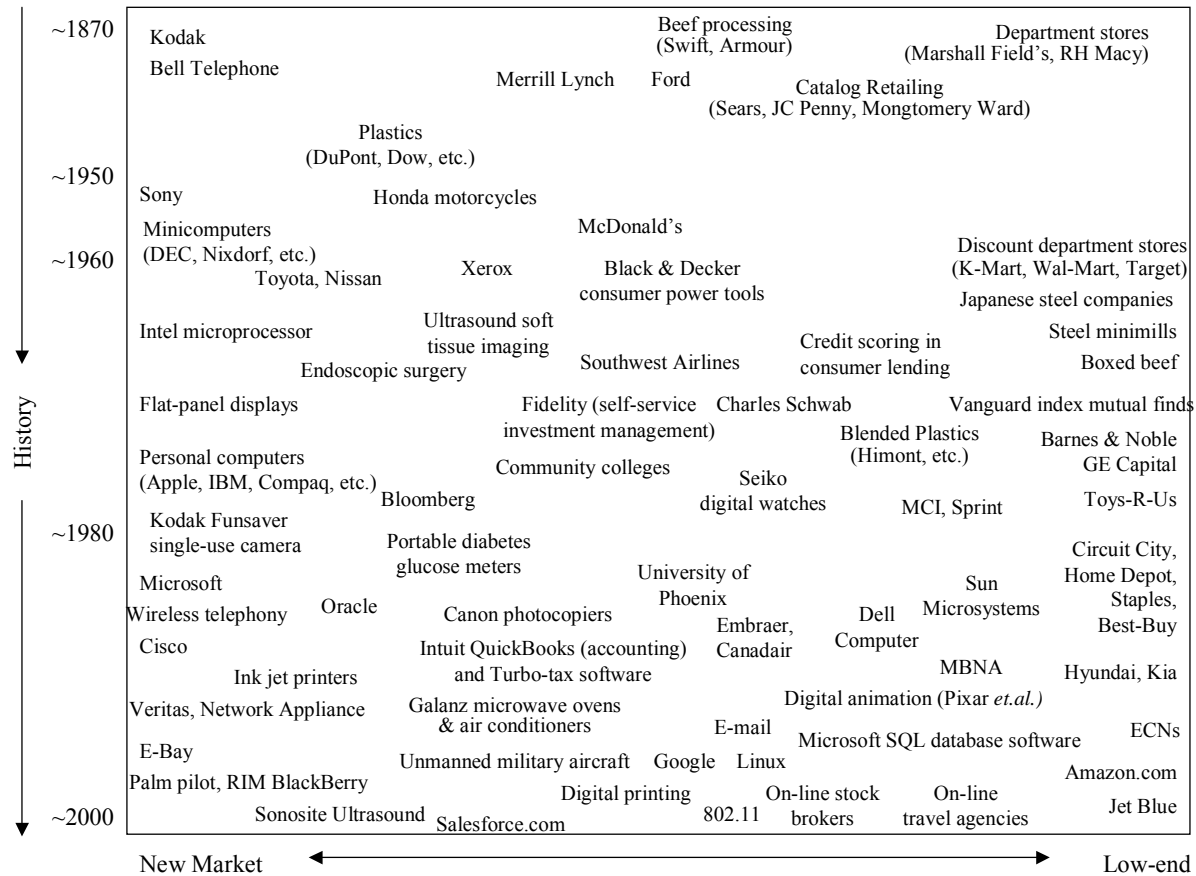 ~1870
Kodak
Beef processing
(Swift, Armour)
Department stores
(Marshall Field's, RH Macy)
Bell Telephone
Merrill Lynch
Ford
Catalog Retailing
(Sears, JC Penny, Mongtomery Ward)
Plastics
(DuPont, Dow, etc.)
~1950
Sony
Honda motorcycles
Minicomputers
(DEC, Nixdorf, etc.)
McDonald's
Discount department stores
(K-Mart, Wal-Mart, Target)
~1960
Toyota, Nissan
Xerox
Black & Decker
consumer power tools
Japanese steel companies
Intel microprocessor
Ultrasound soft
tissue imaging
Credit scoring in
consumer lending
Steel minimills
Endoscopic surgery
Southwest Airlines
Boxed beef
History
Flat-panel displays
Fidelity (self-service
investment management)
Charles Schwab
Vanguard index mutual finds
Blended Plastics
(Himont, etc.)
Barnes & Noble
GE Capital
Personal computers
(Apple, IBM, Compaq, etc.)
Community colleges
Seiko
digital watches
Bloomberg
MCI, Sprint
Toys-R-Us
~1980
Kodak Funsaver
single-use camera
Portable diabetes
glucose meters
Circuit City,
Home Depot,
Staples,
Best-Buy
Microsoft
University of
Phoenix
Sun
Microsystems
Wireless telephony
Oracle
Canon photocopiers
Dell
Computer
Embraer,
Canadair
Cisco
Intuit QuickBooks (accounting)
and Turbo-tax software
MBNA
Hyundai, Kia
Ink jet printers
Digital animation (Pixar et.al.)
Veritas, Network Appliance
Galanz microwave ovens
& air conditioners
E-mail
ECNs
Microsoft SQL database software
E-Bay
Unmanned military aircraft
Google
Linux
Amazon.com
Palm pilot, RIM BlackBerry
Digital printing
On-line stock
brokers
On-line
travel agencies
Jet Blue
~2000
Sonosite Ultrasound
Salesforce.com
802.11
New Market
Low-end